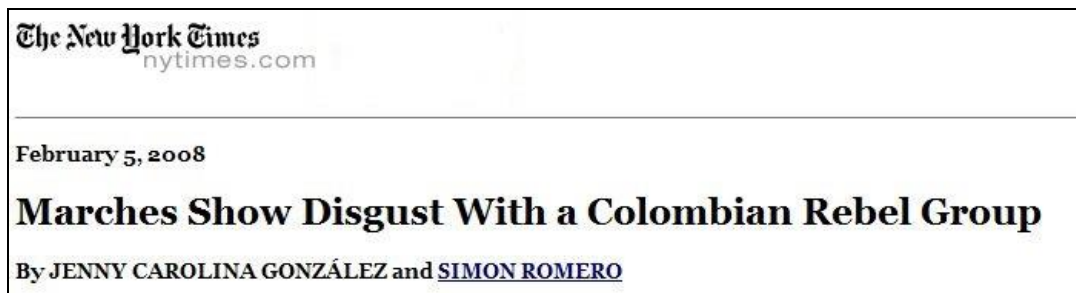 The New York Times
nytimes.com
February 5, 2008
Marches Show Disgust With a Colombian Rebel Group
By JENNY CAROLINA GONZÁLEZ and SIMON ROMERO